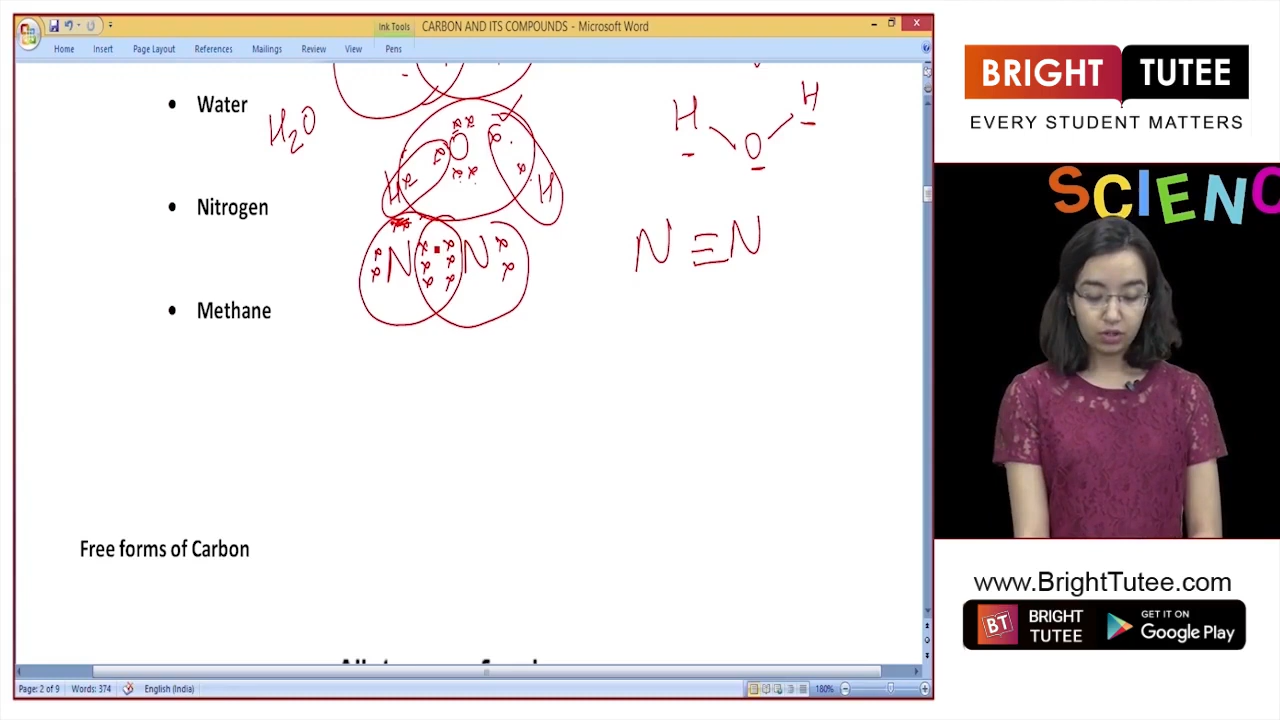 Ink Tools
CARBON AND ITS COMPOUNDS - Microsoft Word
Home Insert Page Layout References Mailings Review View Pens
• Water
H2O
O
H H
H H
O
• Nitrogen
N N
N ≡ N
• Methane
Free forms of Carbon
Page: 2 of 9 Words: 374 English (India) 180%
BRIGHT TUTEE
EVERY STUDENT MATTERS
SCIENC
www.BrightTutee.com
BT BRIGHT TUTEE
GET IT ON
Google Play